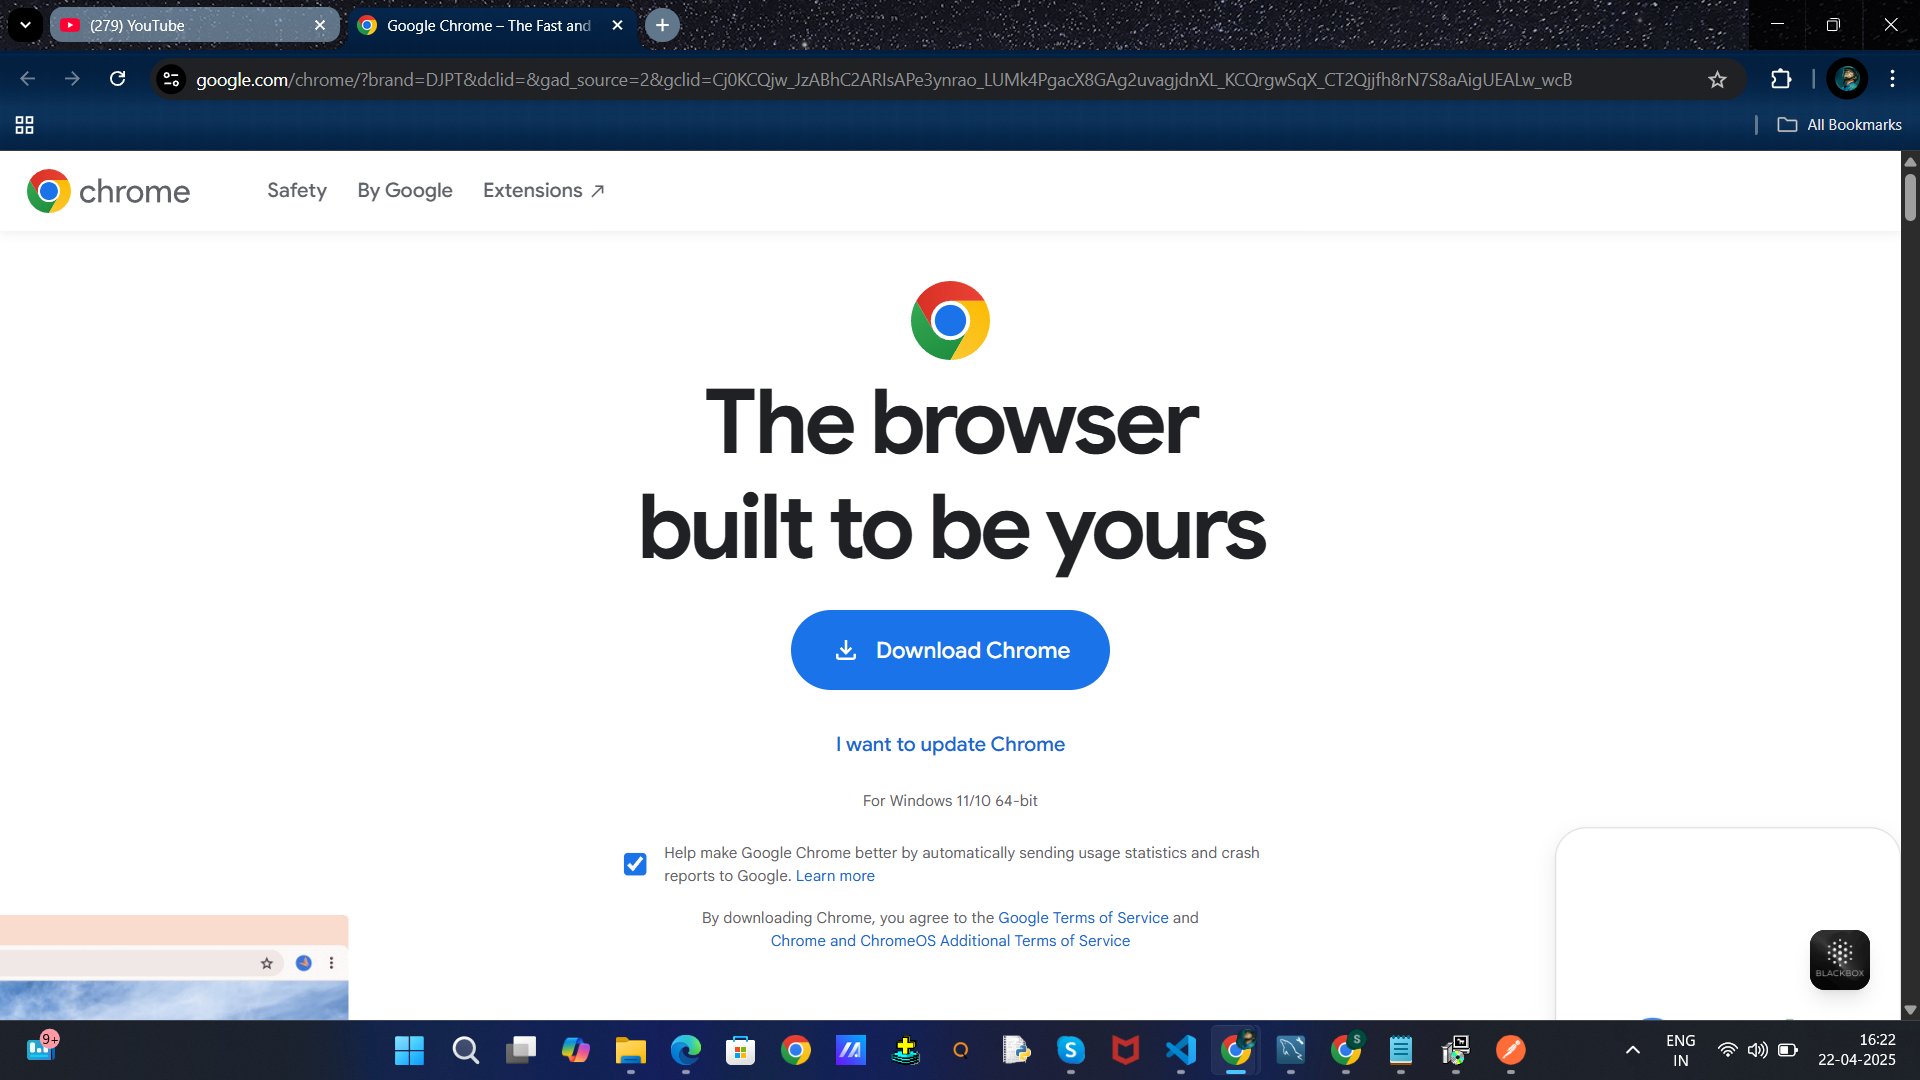 (279) YouTube
Google Chrome – The Fast and
google.com/chrome/?brand=DJPT&dclid=&gad_source=2&gclid=Cj0KCQjw_JzABhC2ARIsAPe3ynrao_LUMk4PgacX8GAg2uvagjdnXL_KCQrgwSqX_CT2Qjjfh8rN7S8aAigUEALw_wcB
All Bookmarks
chrome
Safety
By Google
Extensions
The browser
built to be yours
Download Chrome
I want to update Chrome
For Windows 11/10 64-bit
Help make Google Chrome better by automatically sending usage statistics and crash
reports to Google. Learn more
By downloading Chrome, you agree to the Google Terms of Service and
Chrome and ChromeOS Additional Terms of Service
BLACKBOX
9+
S
S
ENG
IN
16:22
22-04-2025